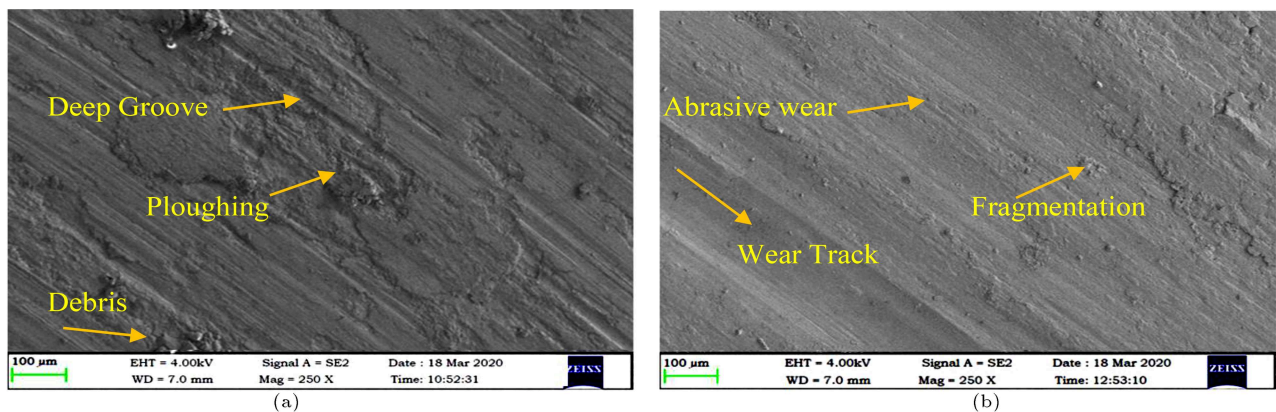 Deep Groove
Ploughing
Debris
100 µm
EHT = 4.00kV
Signal A = SE2
Date : 18 Mar 2020
WD = 7.0 mm
Mag = 250 X
Time: 10:52:31
ZEISS
(a)
Abrasive wear
Fragmentation
Wear Track
100 µm
EHT = 4.00kV
Signal A = SE2
Date : 18 Mar 2020
WD = 7.0 mm
Mag = 250 X
Time: 12:53:10
ZEISS
(b)